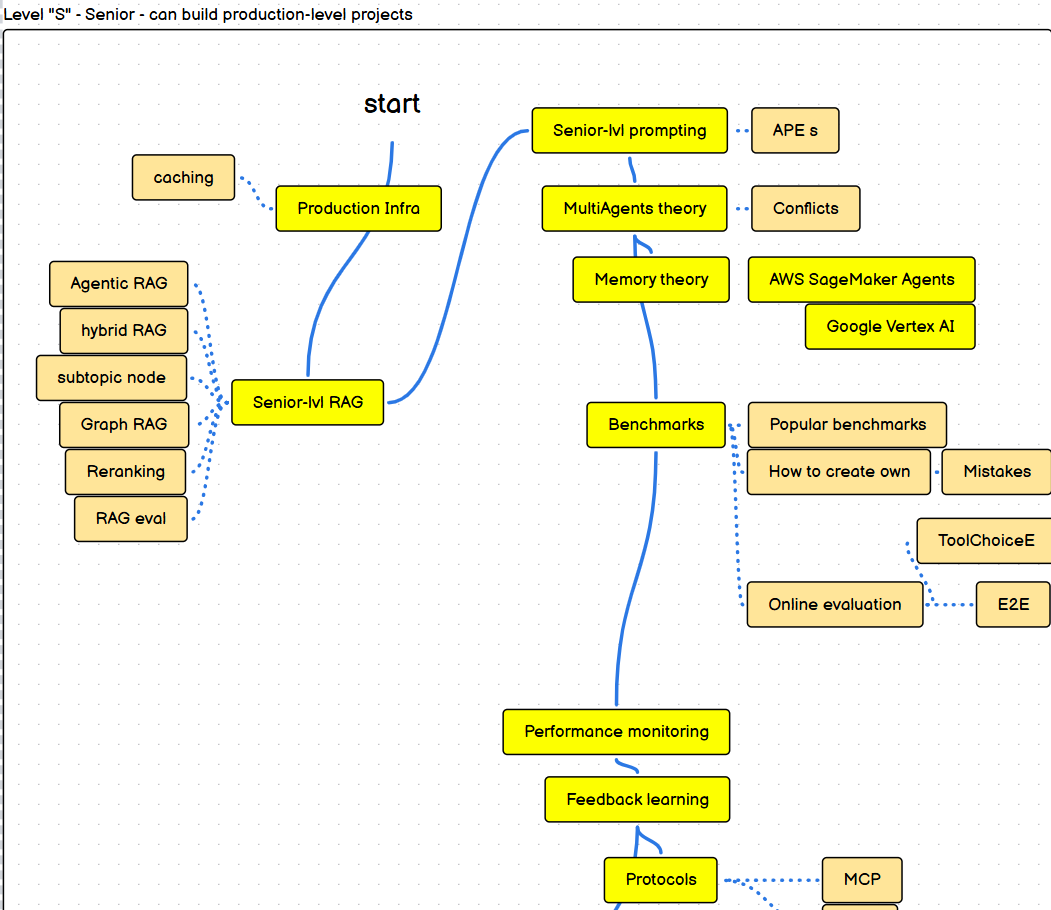 Level "S" - Senior - can build production-level projects
start
Senior-lvl prompting
APE s
caching
Production Infra
MultiAgents theory
Conflicts
Agentic RAG
Memory theory
AWS SageMaker Agents
hybrid RAG
Google Vertex AI
subtopic node
Senior-lvl RAG
Graph RAG
Benchmarks
Popular benchmarks
Reranking
How to create own
Mistakes
RAG eval
ToolChoiceE
Online evaluation
E2E
Performance monitoring
Feedback learning
Protocols
MCP